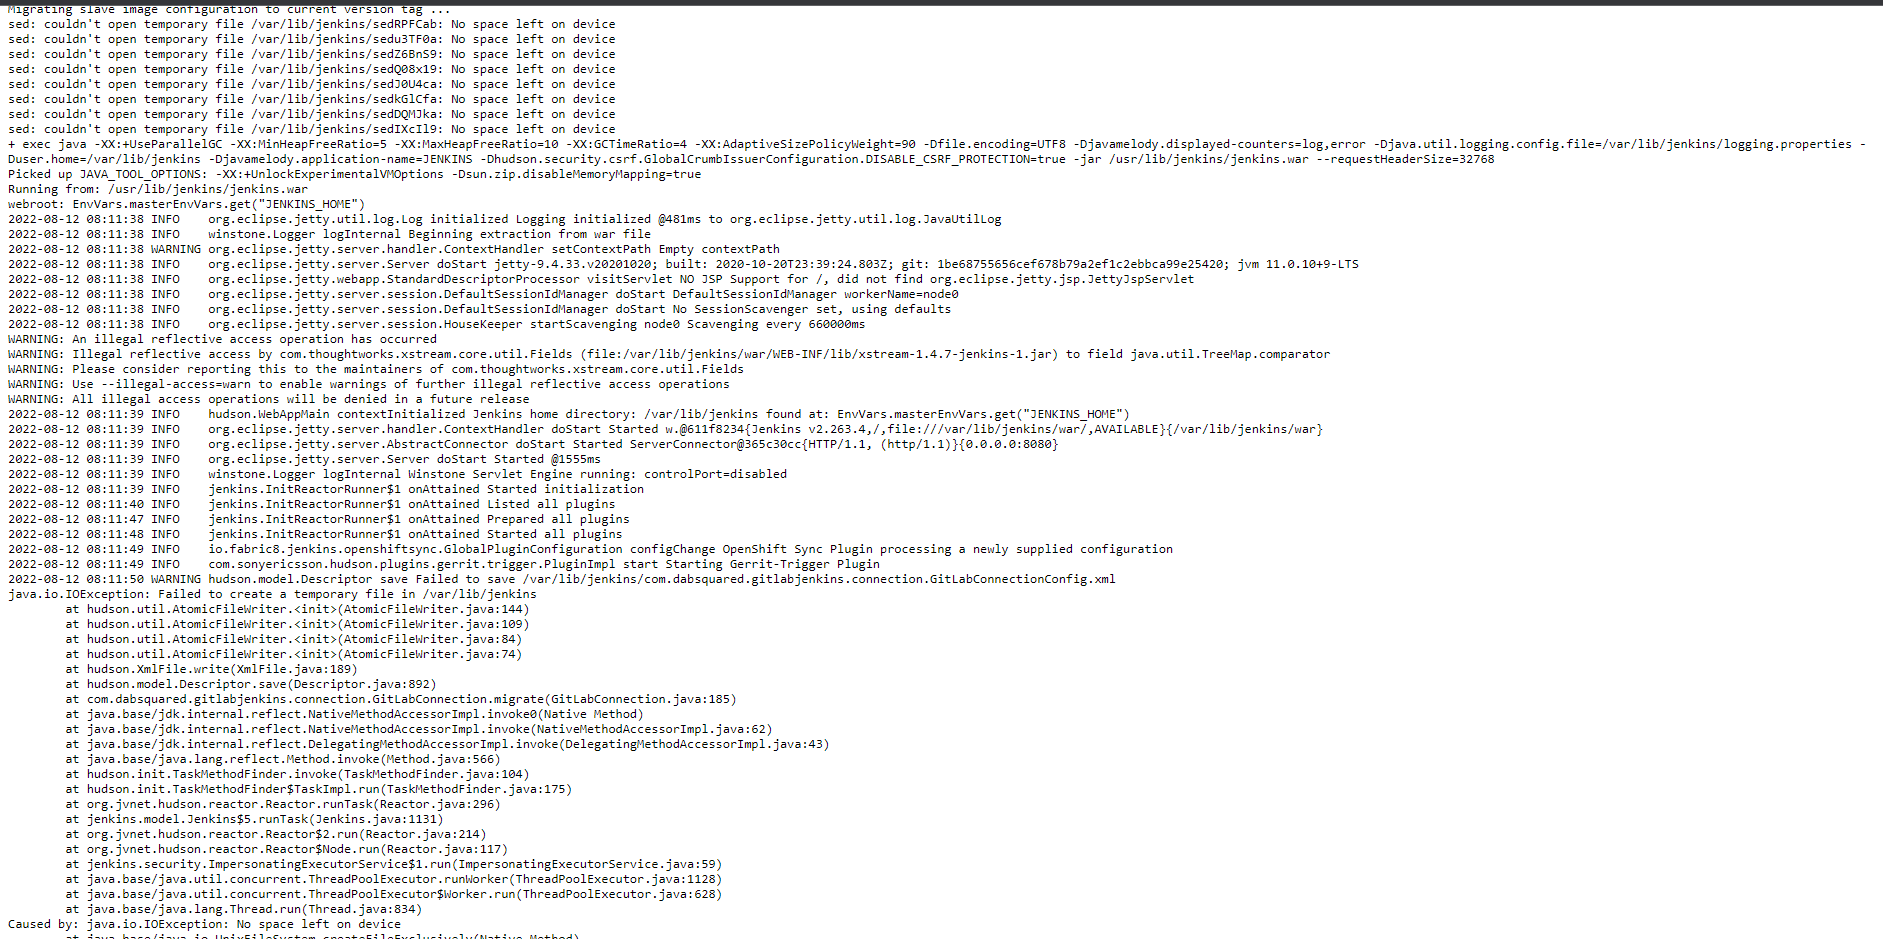 Migrating slave image configuration to current version tag ...
sed: couldn't open temporary file /var/lib/jenkins/sedRPFCab: No space left on device
sed: couldn't open temporary file /var/lib/jenkins/sedu3TF0a: No space left on device
sed: couldn't open temporary file /var/lib/jenkins/sedZ6BnS9: No space left on device
sed: couldn't open temporary file /var/lib/jenkins/sedQ08x19: No space left on device
sed: couldn't open temporary file /var/lib/jenkins/sedJ0U4ca: No space left on device
sed: couldn't open temporary file /var/lib/jenkins/sedkGlCfa: No space left on device
sed: couldn't open temporary file /var/lib/jenkins/sedDQMJka: No space left on device
sed: couldn't open temporary file /var/lib/jenkins/sedIXcIl9: No space left on device
+ exec java -XX:+UseParallelGC -XX:MinHeapFreeRatio=5 -XX:MaxHeapFreeRatio=10 -XX:GCTimeRatio=4 -XX:AdaptiveSizePolicyWeight=90 -Dfile.encoding=UTF8 -Djavamelody.displayed-counters=log,error -Djava.util.logging.config.file=/var/lib/jenkins/logging.properties -
Duser.home=/var/lib/jenkins -Djavamelody.application-name=JENKINS -Dhudson.security.csrf.GlobalCrumbIssuerConfiguration.DISABLE_CSRF_PROTECTION=true -jar /usr/lib/jenkins/jenkins.war --requestHeaderSize=32768
Picked up JAVA_TOOL_OPTIONS: -XX:+UnlockExperimentalVMOptions -Dsun.zip.disableMemoryMapping=true
Running from: /usr/lib/jenkins/jenkins.war
webroot: EnvVars.masterEnvVars.get("JENKINS_HOME")
2022-08-12 08:11:38 INFO    org.eclipse.jetty.util.log.Log initialized Logging initialized @481ms to org.eclipse.jetty.util.log.JavaUtilLog
2022-08-12 08:11:38 INFO    winstone.Logger logInternal Beginning extraction from war file
2022-08-12 08:11:38 WARNING org.eclipse.jetty.server.handler.ContextHandler setContextPath Empty contextPath
2022-08-12 08:11:38 INFO    org.eclipse.jetty.server.Server doStart jetty-9.4.33.v20201020; built: 2020-10-20T23:39:24.803Z; git: 1be68755656cef678b79a2ef1c2ebbca99e25420; jvm 11.0.10+9-LTS
2022-08-12 08:11:38 INFO    org.eclipse.jetty.webapp.StandardDescriptorProcessor visitServlet NO JSP Support for /, did not find org.eclipse.jetty.jsp.JettyJspServlet
2022-08-12 08:11:38 INFO    org.eclipse.jetty.server.session.DefaultSessionIdManager doStart DefaultSessionIdManager workerName=node0
2022-08-12 08:11:38 INFO    org.eclipse.jetty.server.session.DefaultSessionIdManager doStart No SessionScavenger set, using defaults
2022-08-12 08:11:38 INFO    org.eclipse.jetty.server.session.HouseKeeper startScavenging node0 Scavenging every 660000ms
WARNING: An illegal reflective access operation has occurred
WARNING: Illegal reflective access by com.thoughtworks.xstream.core.util.Fields (file:/var/lib/jenkins/war/WEB-INF/lib/xstream-1.4.7-jenkins-1.jar) to field java.util.TreeMap.comparator
WARNING: Please consider reporting this to the maintainers of com.thoughtworks.xstream.core.util.Fields
WARNING: Use --illegal-access=warn to enable warnings of further illegal reflective access operations
WARNING: All illegal access operations will be denied in a future release
2022-08-12 08:11:39 INFO    hudson.WebAppMain contextInitialized Jenkins home directory: /var/lib/jenkins found at: EnvVars.masterEnvVars.get("JENKINS_HOME")
2022-08-12 08:11:39 INFO    org.eclipse.jetty.server.handler.ContextHandler doStart Started w.@611f8234{Jenkins v2.263.4,/,file:///var/lib/jenkins/war/,AVAILABLE}{/var/lib/jenkins/war}
2022-08-12 08:11:39 INFO    org.eclipse.jetty.server.AbstractConnector doStart Started ServerConnector@365c30cc{HTTP/1.1, (http/1.1)}{0.0.0.0:8080}
2022-08-12 08:11:39 INFO    org.eclipse.jetty.server.Server doStart Started @1555ms
2022-08-12 08:11:39 INFO    winstone.Logger logInternal Winstone Servlet Engine running: controlPort=disabled
2022-08-12 08:11:39 INFO    jenkins.InitReactorRunner$1 onAttained Started initialization
2022-08-12 08:11:40 INFO    jenkins.InitReactorRunner$1 onAttained Listed all plugins
2022-08-12 08:11:47 INFO    jenkins.InitReactorRunner$1 onAttained Prepared all plugins
2022-08-12 08:11:48 INFO    jenkins.InitReactorRunner$1 onAttained Started all plugins
2022-08-12 08:11:49 INFO    io.fabric8.jenkins.openshiftsync.GlobalPluginConfiguration configChange OpenShift Sync Plugin processing a newly supplied configuration
2022-08-12 08:11:49 INFO    com.sonyericsson.hudson.plugins.gerrit.trigger.PluginImpl start Starting Gerrit-Trigger Plugin
2022-08-12 08:11:50 WARNING hudson.model.Descriptor save Failed to save /var/lib/jenkins/com.dabsquared.gitlabjenkins.connection.GitLabConnectionConfig.xml
java.io.IOException: Failed to create a temporary file in /var/lib/jenkins
at hudson.util.AtomicFileWriter.<init>(AtomicFileWriter.java:144)
at hudson.util.AtomicFileWriter.<init>(AtomicFileWriter.java:109)
at hudson.util.AtomicFileWriter.<init>(AtomicFileWriter.java:84)
at hudson.util.AtomicFileWriter.<init>(AtomicFileWriter.java:74)
at hudson.XmlFile.write(XmlFile.java:189)
at hudson.model.Descriptor.save(Descriptor.java:892)
at com.dabsquared.gitlabjenkins.connection.GitLabConnection.migrate(GitLabConnection.java:185)
at java.base/jdk.internal.reflect.NativeMethodAccessorImpl.invoke0(Native Method)
at java.base/jdk.internal.reflect.NativeMethodAccessorImpl.invoke(NativeMethodAccessorImpl.java:62)
at java.base/jdk.internal.reflect.DelegatingMethodAccessorImpl.invoke(DelegatingMethodAccessorImpl.java:43)
at java.base/java.lang.reflect.Method.invoke(Method.java:566)
at hudson.init.TaskMethodFinder.invoke(TaskMethodFinder.java:104)
at hudson.init.TaskMethodFinder$TaskImpl.run(TaskMethodFinder.java:175)
at org.jvnet.hudson.reactor.Reactor.runTask(Reactor.java:296)
at jenkins.model.Jenkins$5.runTask(Jenkins.java:1131)
at org.jvnet.hudson.reactor.Reactor$2.run(Reactor.java:214)
at org.jvnet.hudson.reactor.Reactor$Node.run(Reactor.java:117)
at jenkins.security.ImpersonatingExecutorService$1.run(ImpersonatingExecutorService.java:59)
at java.base/java.util.concurrent.ThreadPoolExecutor.runWorker(ThreadPoolExecutor.java:1128)
at java.base/java.util.concurrent.ThreadPoolExecutor$Worker.run(ThreadPoolExecutor.java:628)
at java.base/java.lang.Thread.run(Thread.java:834)
Caused by: java.io.IOException: No space left on device
at java.base/java.io.UnixFileSystem.createFileExclusively(Native Method)